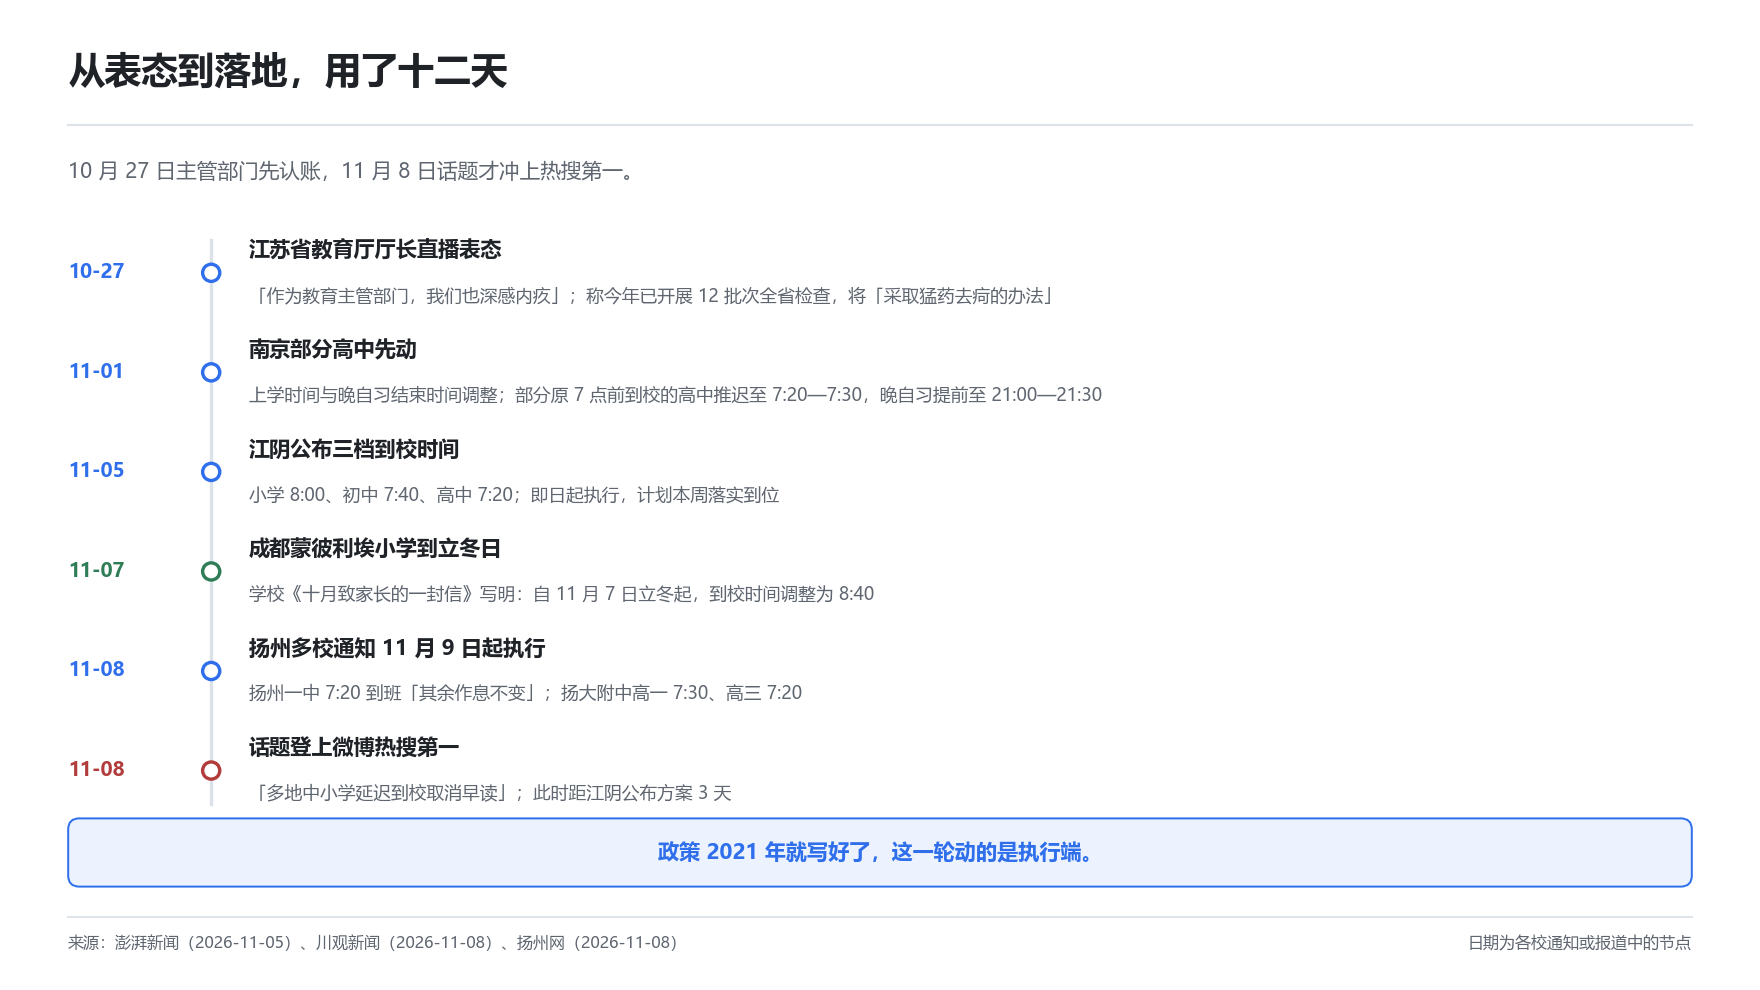 从表态到落地，用了十二天
10 月 27 日主管部门先认账，11 月 8 日话题才冲上热搜第一。
江苏省教育厅厅长直播表态
10-27
「作为教育主管部门，我们也深感内疚」；称今年已开展 12 批次全省检查，将「采取猛药去疴的办法」
南京部分高中先动
11-01
上学时间与晚自习结束时间调整；部分原 7 点前到校的高中推迟至 7:20—7:30，晚自习提前至 21:00—21:30
江阴公布三档到校时间
11-05
小学 8:00、初中 7:40、高中 7:20；即日起执行，计划本周落实到位
成都蒙彼利埃小学到立冬日
11-07
学校《十月致家长的一封信》写明：自 11 月 7 日立冬起，到校时间调整为 8:40
扬州多校通知 11 月 9 日起执行
11-08
扬州一中 7:20 到班「其余作息不变」；扬大附中高一 7:30、高三 7:20
话题登上微博热搜第一
11-08
「多地中小学延迟到校取消早读」；此时距江阴公布方案 3 天
政策 2021 年就写好了，这一轮动的是执行端。
来源：澎湃新闻（2026-11-05）、川观新闻（2026-11-08）、扬州网（2026-11-08）
日期为各校通知或报道中的节点